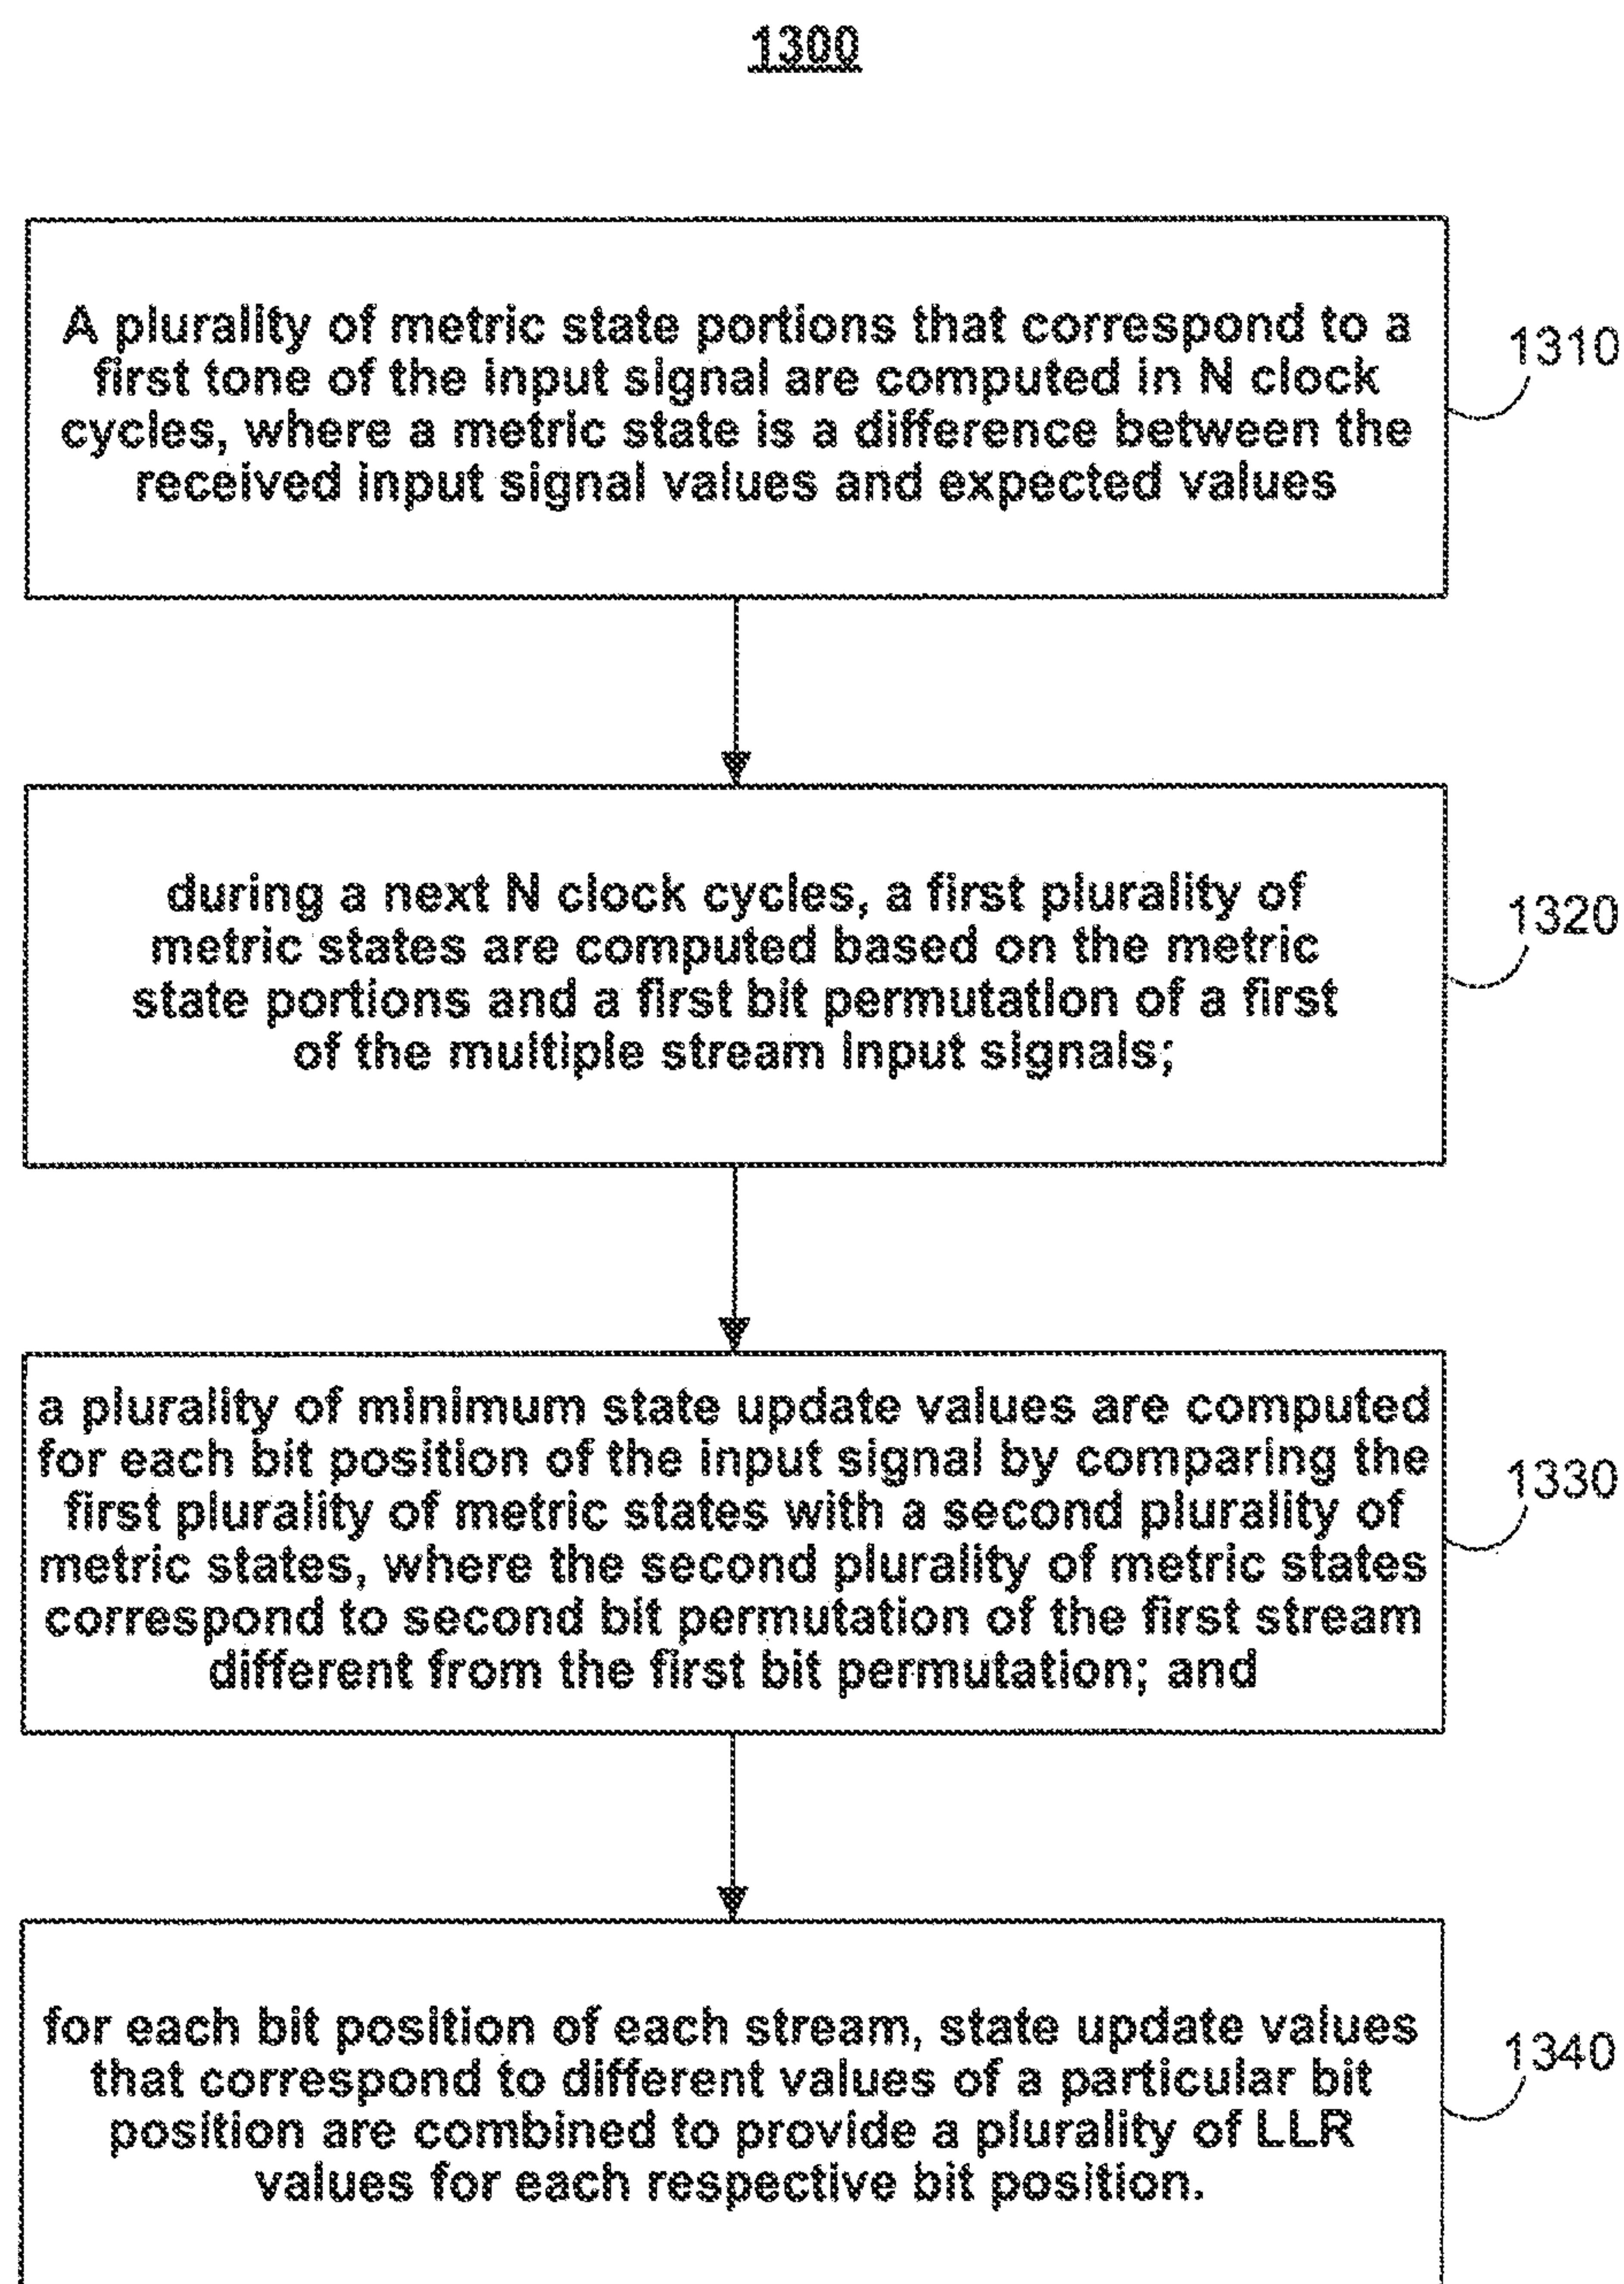 1300
A plurality of metric state portions that correspond to a
first tone of the input signal are computed in N clock
cycles, where a metric state is a difference between the
received input signal values and expected values
1310
during a next N clock cycles, a first plurality of
metric states are computed based on the metric
state portions and a first bit permutation of a first
of the multiple stream input signals;
1320
a plurality of minimum state update values are computed
for each bit position of the input signal by comparing the
first plurality of metric states with a second plurality of
metric states, where the second plurality of metric states
correspond to second bit permutation of the first stream
different from the first bit permutation; and
1330
for each bit position of each stream, state update values
that correspond to different values of a particular bit
position are combined to provide a plurality of LLR
values for each respective bit position.
1340